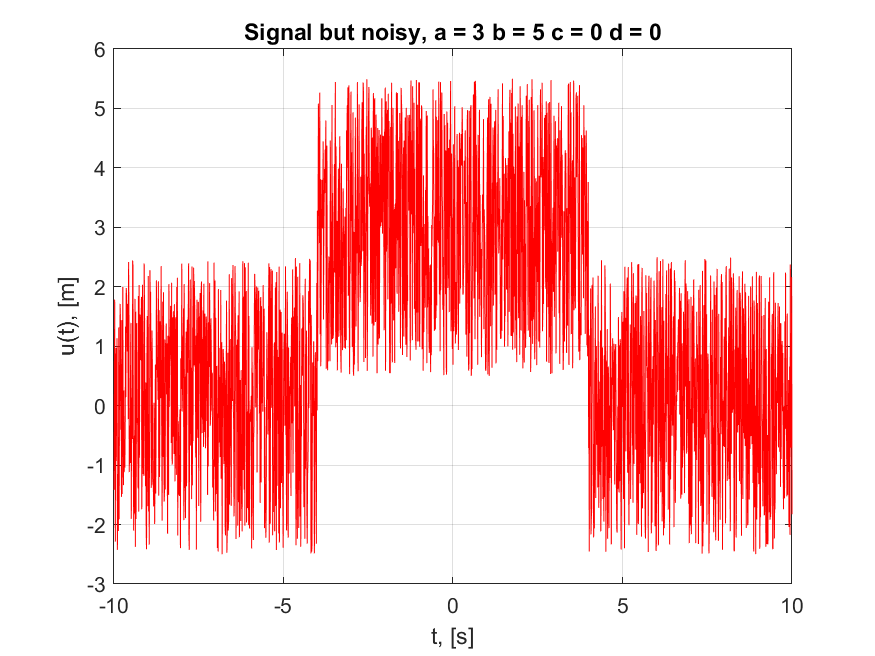 Signal but noisy, a = 3 b = 5 c = 0 d = 0
6
5
4
3
2
1
0
-1
-2
-3
u(t), [m]
-10 -5 0 5 10
t, [s]